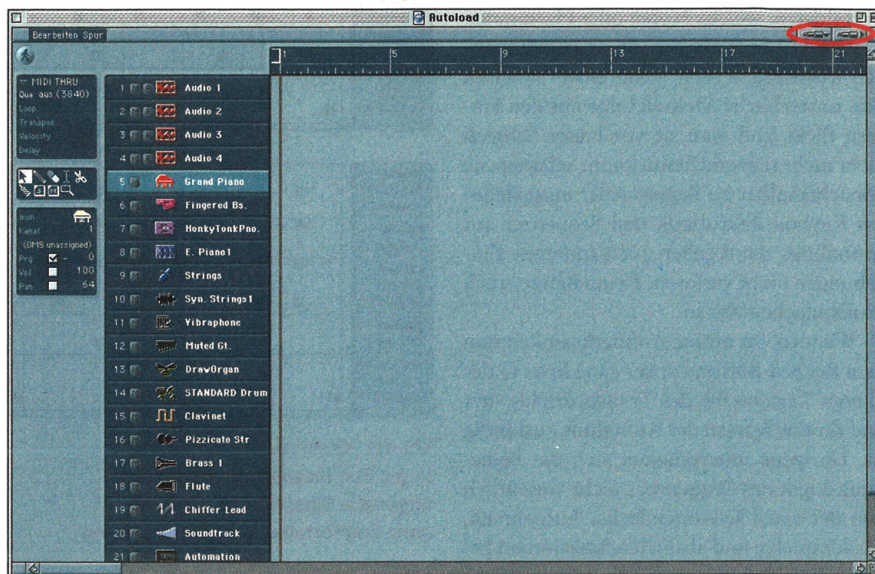 Autoload
Bearbeiten Spur
1 5 9 13 17 21
MIDI THRU
Qua aus (3840)
Loop
Transpos.
Velocity
Delay
Icon
Kanal 1
(OMS unassigned)
Prg - 0
Vol 100
Pan 64
1 Audio 1
2 Audio 2
3 Audio 3
4 Audio 4
5 Grand Piano
6 Fingered Bs.
7 HonkyTonkPno.
8 E. Piano1
9 Strings
10 Syn. Strings1
11 Vibraphone
12 Muted Gt.
13 DrawOrgan
14 STANDARD Drum
15 Clavinet
16 Pizzicato Str
17 Brass 1
18 Flute
19 Chiffer Lead
20 Soundtrack
21 Automation